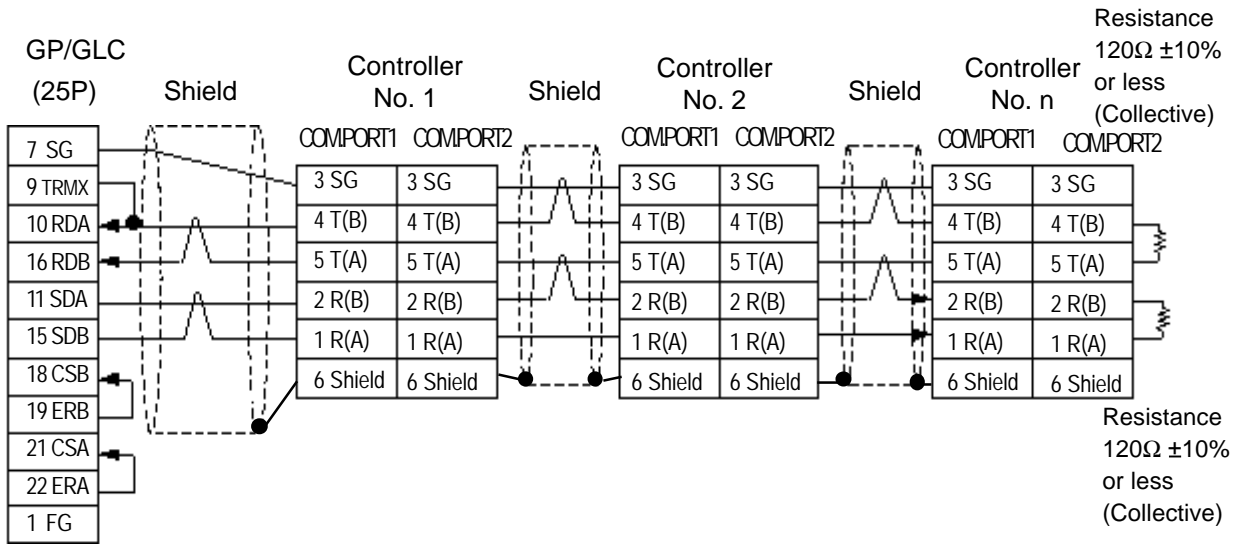 Resistance
120Ω ±10%
or less
(Collective)
GP/GLC
(25P)
Shield
Controller
No. 1
Shield
Controller
No. 2
Shield
Controller
No. n
COMPORT1 COMPORT2
COMPORT1 COMPORT2
COMPORT1 COMPORT2
7 SG
9 TRMX
10 RDA
16 RDB
11 SDA
15 SDB
18 CSB
19 ERB
21 CSA
22 ERA
1 FG
3 SG 3 SG
4 T(B) 4 T(B)
5 T(A) 5 T(A)
2 R(B) 2 R(B)
1 R(A) 1 R(A)
6 Shield 6 Shield
3 SG 3 SG
4 T(B) 4 T(B)
5 T(A) 5 T(A)
2 R(B) 2 R(B)
1 R(A) 1 R(A)
6 Shield 6 Shield
3 SG 3 SG
4 T(B) 4 T(B)
5 T(A) 5 T(A)
2 R(B) 2 R(B)
1 R(A) 1 R(A)
6 Shield 6 Shield
Resistance
120Ω ±10%
or less
(Collective)